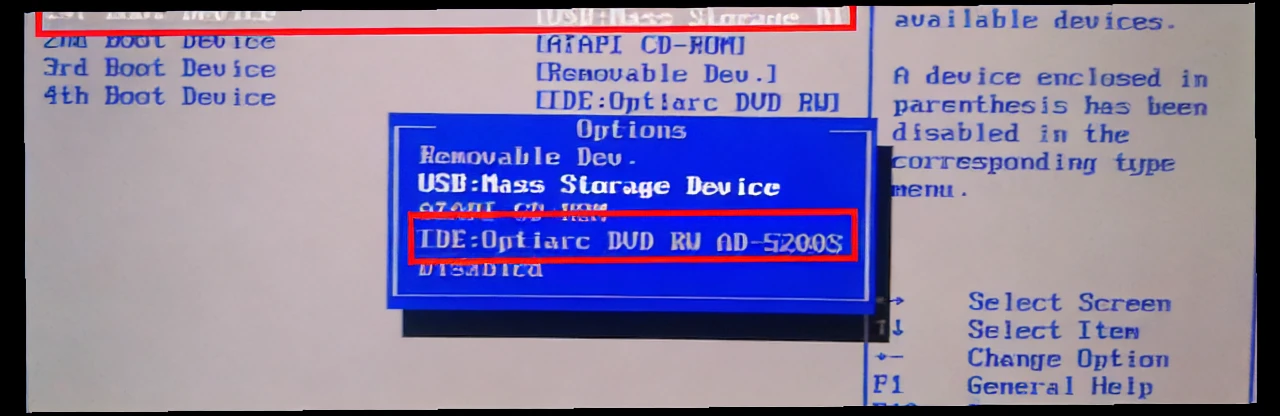 1st Boot Device [USB:Mass Storage
2nd Boot Device [ATAPI CD-ROM]
3rd Boot Device [Removable Dev.]
4th Boot Device [IDE:Optiarc DVD RW]
Options
Removable Dev.
USB:Mass Storage Device
ATAPI CD-ROM
IDE:Optiarc DVD RW AD-5200S
Disabled
available devices.
A device enclosed in
parenthesis has been
disabled in the
corresponding type
menu.
→ Select Screen
↑↓ Select Item
+- Change Option
F1 General Help